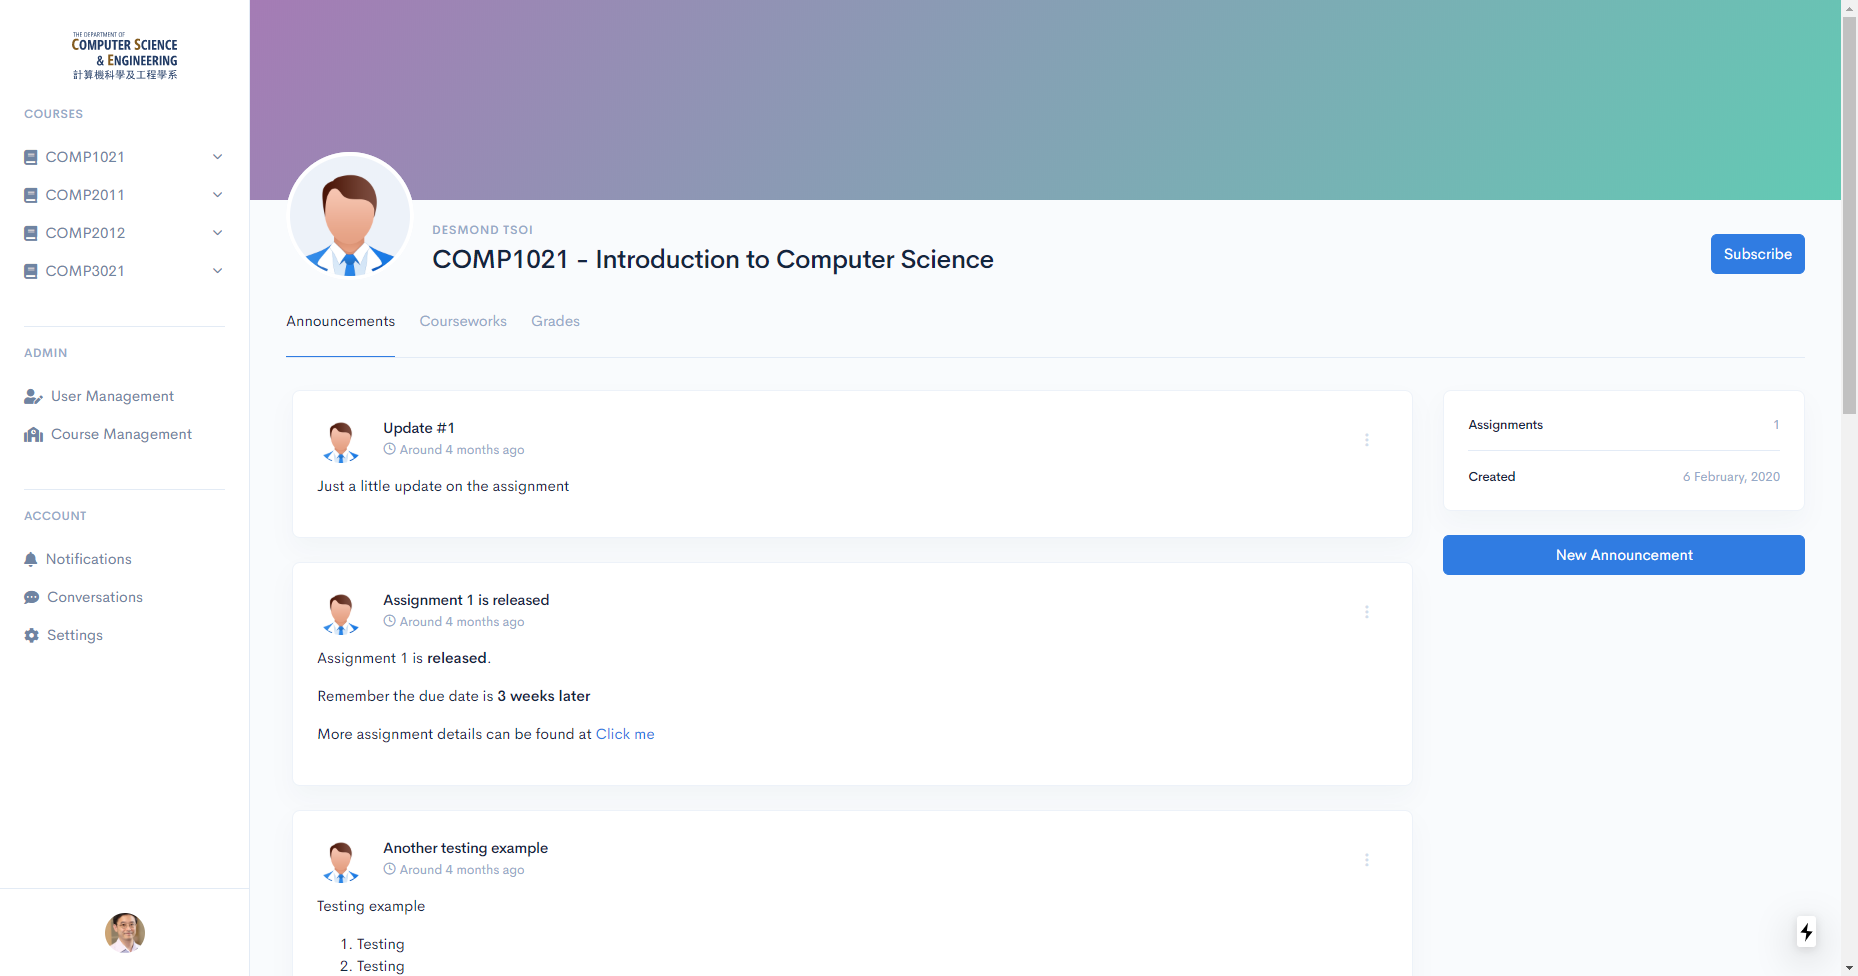 THE DEPARTMENT OF
COMPUTER SCIENCE
& ENGINEERING
計算機科學及工程學系
COURSES
COMP1021
COMP2011
COMP2012
COMP3021
ADMIN
User Management
Course Management
ACCOUNT
Notifications
Conversations
Settings
DESMOND TSOI
COMP1021 - Introduction to Computer Science
Subscribe
Announcements Courseworks Grades
Update #1
Around 4 months ago
Just a little update on the assignment
Assignment 1 is released
Around 4 months ago
Assignment 1 is released.
Remember the due date is 3 weeks later
More assignment details can be found at Click me
Another testing example
Around 4 months ago
Testing example
1. Testing
2. Testing
Assignments 1
Created 6 February, 2020
New Announcement